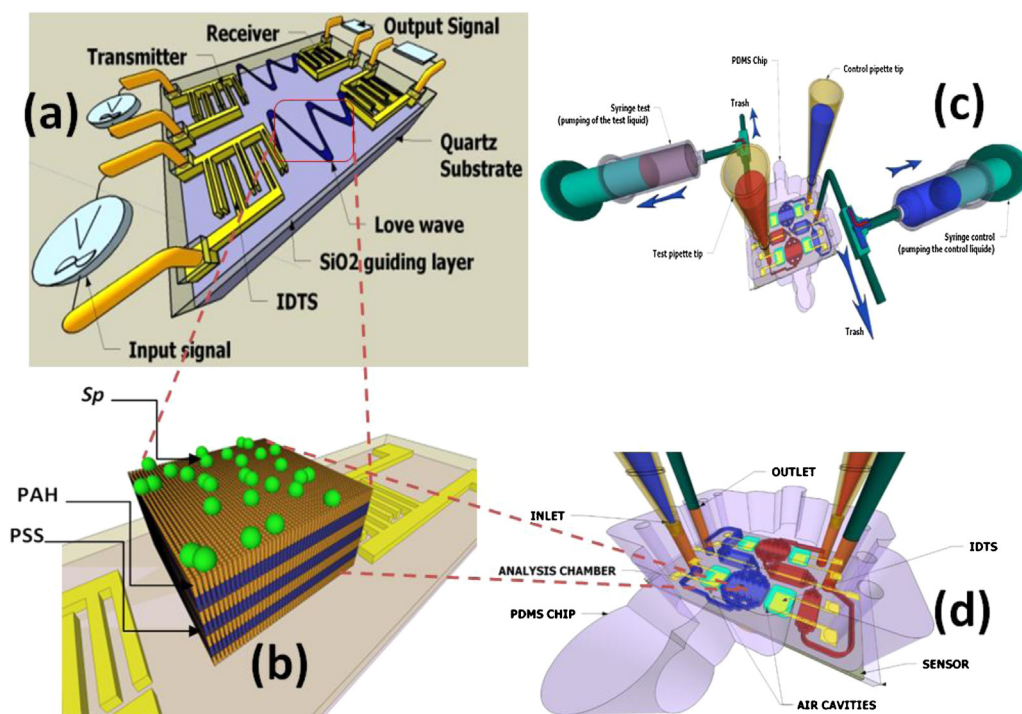 (a)
Receiver
Output Signal
Transmitter
Quartz
Substrate
Love wave
SiO2 guiding layer
IDTS
Input signal
(c)
Control pipette tip
PDMS Chip
Syringe test
(pumping of the test liquid)
Trash
Test pipette tip
Syringe control
(pumping the control liquide)
Trash
Sp
PAH
PSS
(b)
OUTLET
INLET
IDTS
ANALYSIS CHAMBER
PDMS CHIP
(d)
SENSOR
AIR CAVITIES